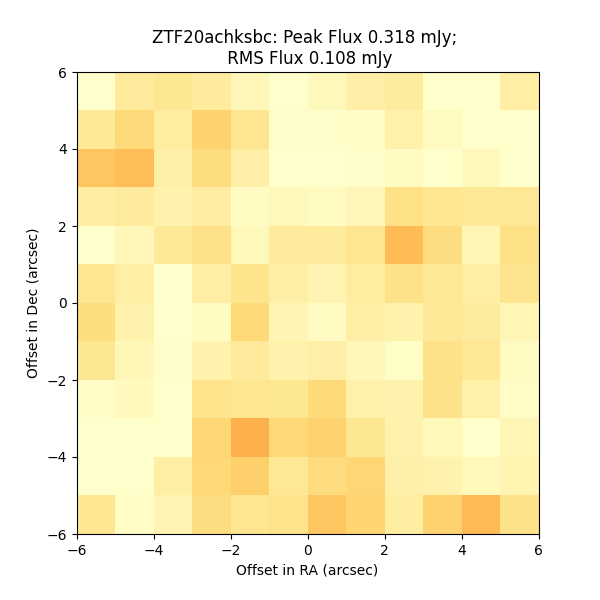 ZTF20achksbc: Peak Flux 0.318 mJy;
RMS Flux 0.108 mJy
6
4
2
0
−2
−4
−6
Offset in Dec (arcsec)
−6 −4 −2 0 2 4 6
Offset in RA (arcsec)